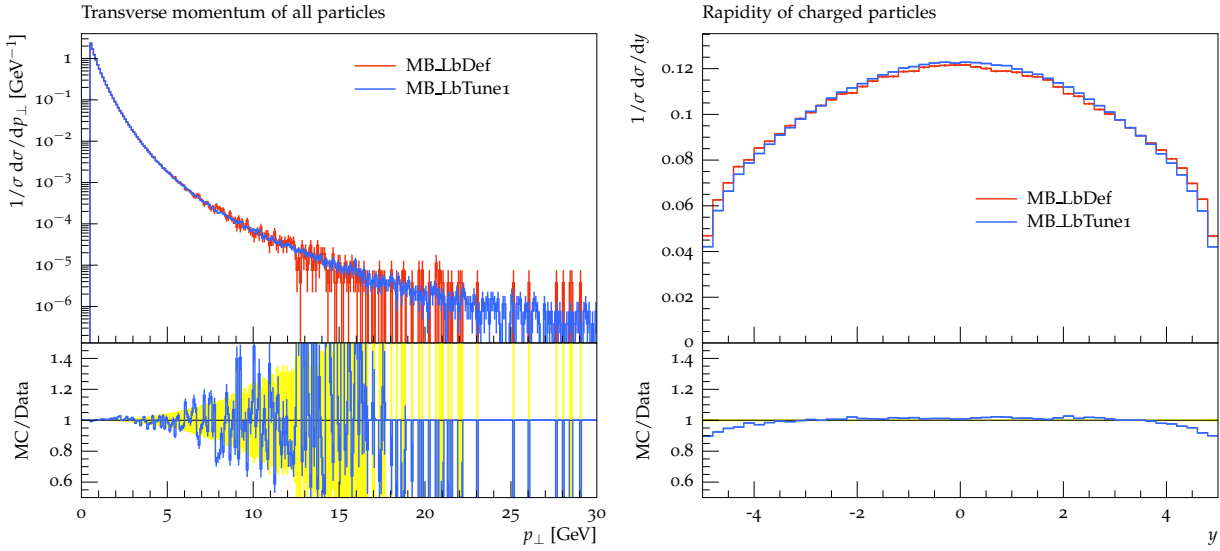 Transverse momentum of all particles
1/σ dσ/dp⊥ [GeV⁻¹]
1
10⁻¹
10⁻²
10⁻³
10⁻⁴
10⁻⁵
10⁻⁶
MB_LbDef
MB_LbTune1
MC/Data
1.4
1.2
1
0.8
0.6
0 5 10 15 20 25 30
p⊥ [GeV]
Rapidity of charged particles
1/σ dσ/dy
0.12
0.1
0.08
0.06
0.04
0.02
0
MB_LbDef
MB_LbTune1
MC/Data
1.4
1.2
1
0.8
0.6
-4 -2 0 2 4
y